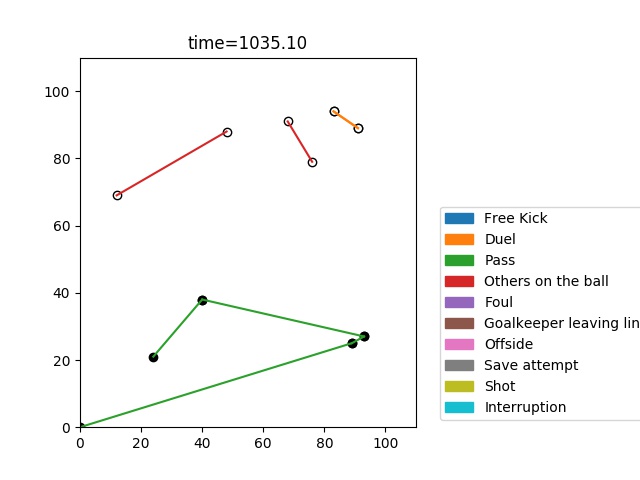 time=1035.10
100
80
60
40
20
0
0 20 40 60 80 100
Free Kick
Duel
Pass
Others on the ball
Foul
Goalkeeper leaving lin
Offside
Save attempt
Shot
Interruption